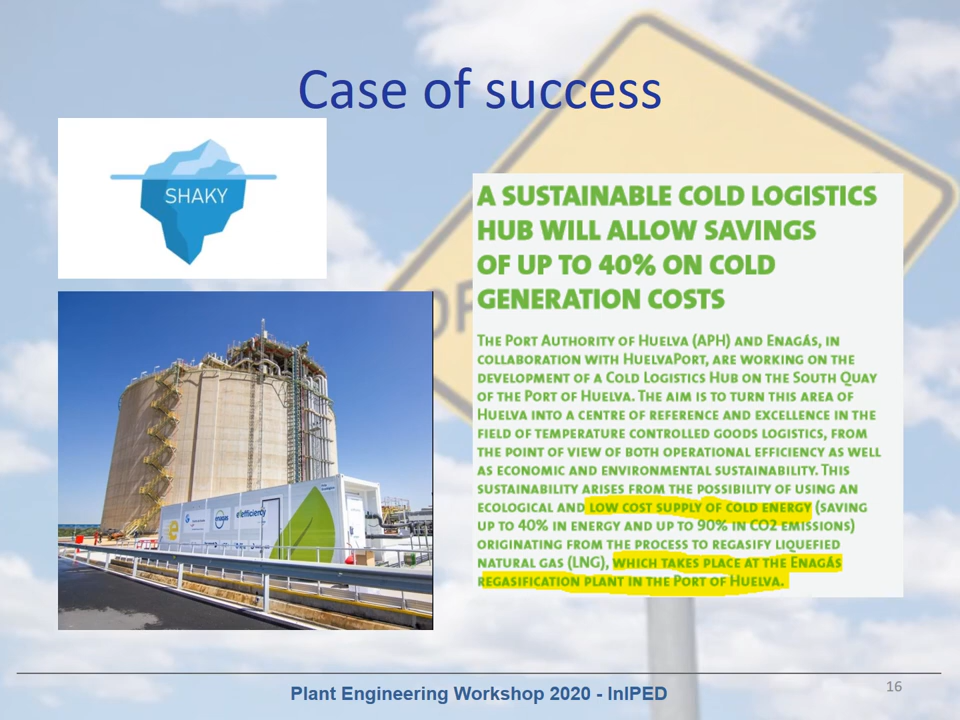 Case of success
SHAKY
A SUSTAINABLE COLD LOGISTICS
HUB WILL ALLOW SAVINGS
OF UP TO 40% ON COLD
GENERATION COSTS
THE PORT AUTHORITY OF HUELVA (APH) AND ENAGÁS, IN
COLLABORATION WITH HUELVAPORT, ARE WORKING ON THE
DEVELOPMENT OF A COLD LOGISTICS HUB ON THE SOUTH QUAY
OF THE PORT OF HUELVA. THE AIM IS TO TURN THIS AREA OF
HUELVA INTO A CENTRE OF REFERENCE AND EXCELLENCE IN THE
FIELD OF TEMPERATURE CONTROLLED GOODS LOGISTICS, FROM
THE POINT OF VIEW OF BOTH OPERATIONAL EFFICIENCY AS WELL
AS ECONOMIC AND ENVIRONMENTAL SUSTAINABILITY. THIS
SUSTAINABILITY ARISES FROM THE POSSIBILITY OF USING AN
ECOLOGICAL AND LOW COST SUPPLY OF COLD ENERGY (SAVING
UP TO 40% IN ENERGY AND UP TO 90% IN CO2 EMISSIONS)
ORIGINATING FROM THE PROCESS TO REGASIFY LIQUEFIED
NATURAL GAS (LNG), WHICH TAKES PLACE AT THE ENAGÁS
REGASIFICATION PLANT IN THE PORT OF HUELVA.
enagas
efficiency
Plant Engineering Workshop 2020 - InIPED
16